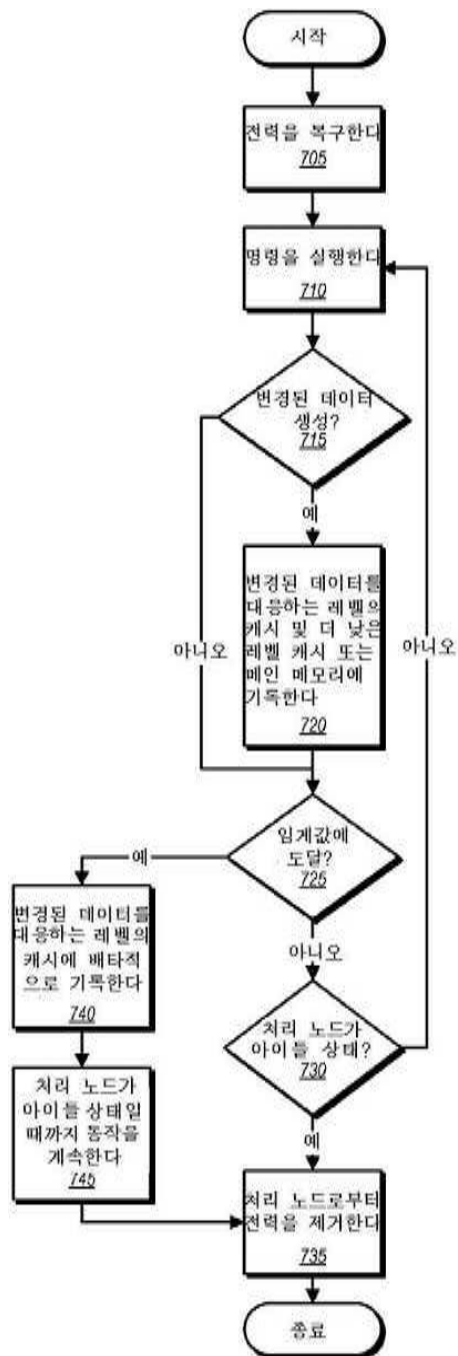 시작
전력을 복구한다
705
명령을 실행한다
710
변경된 데이터
생성?
715
예
변경된 데이터를
대응하는 레벨의
캐시 및 더 낮은
레벨 캐시 또는
메인 메모리에
기록한다
720
아니오
아니오
임계값에
도달?
725
예
변경된 데이터를
대응하는 레벨의
캐시에 배타적
으로 기록한다
740
아니오
처리 노드가
아이들 상태?
730
처리 노드가
아이들 상태일
때까지 동작을
계속한다
745
예
처리 노드로부터
전력을 제거한다
735
종료